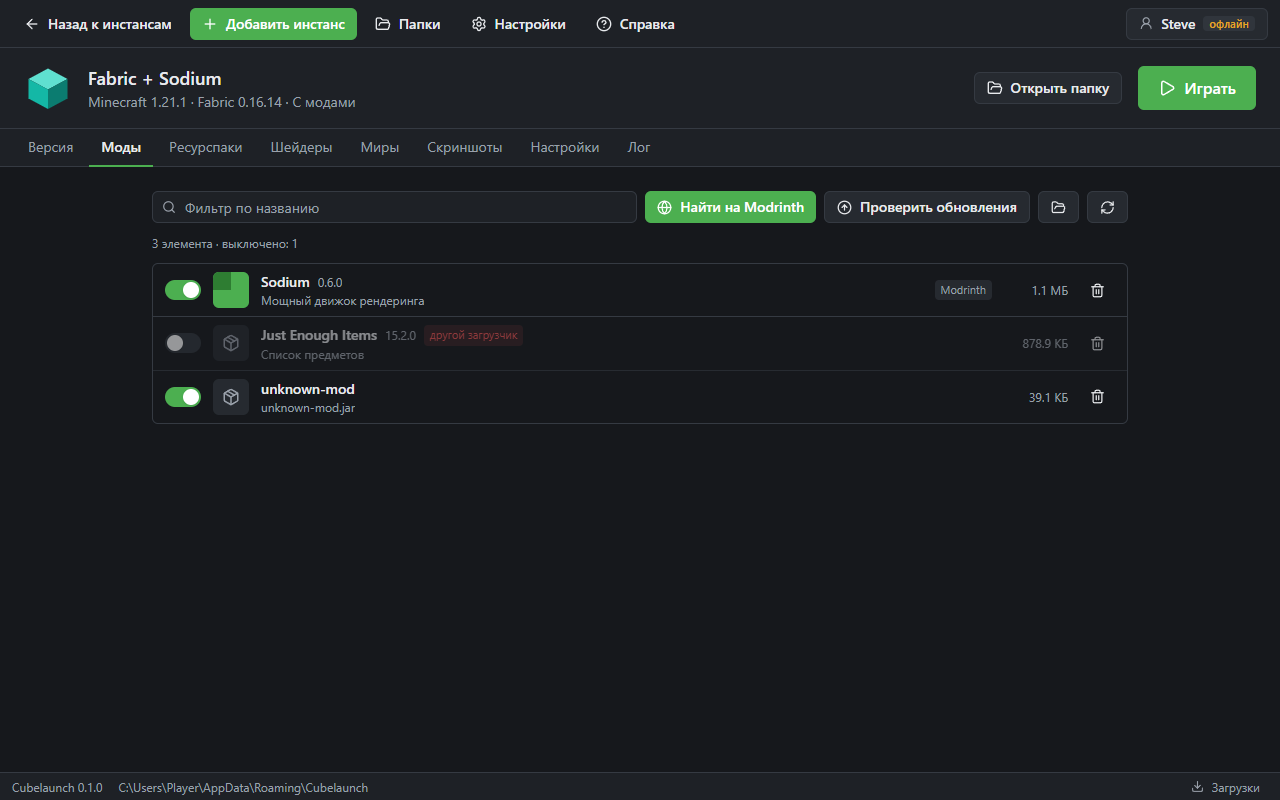 Назад к инстансам Добавить инстанс Папки Настройки Справка Steve офлайн
Fabric + Sodium
Minecraft 1.21.1 · Fabric 0.16.14 · С модами
Открыть папку Играть
Версия Моды Ресурспаки Шейдеры Миры Скриншоты Настройки Лог
Фильтр по названию Найти на Modrinth Проверить обновления
3 элемента · выключено: 1
Sodium 0.6.0
Мощный движок рендеринга
Modrinth 1.1 МБ
Just Enough Items 15.2.0 другой загрузчик
Список предметов
878.9 КБ
unknown-mod
unknown-mod.jar
39.1 КБ
Cubelaunch 0.1.0 C:\Users\Player\AppData\Roaming\Cubelaunch Загрузки